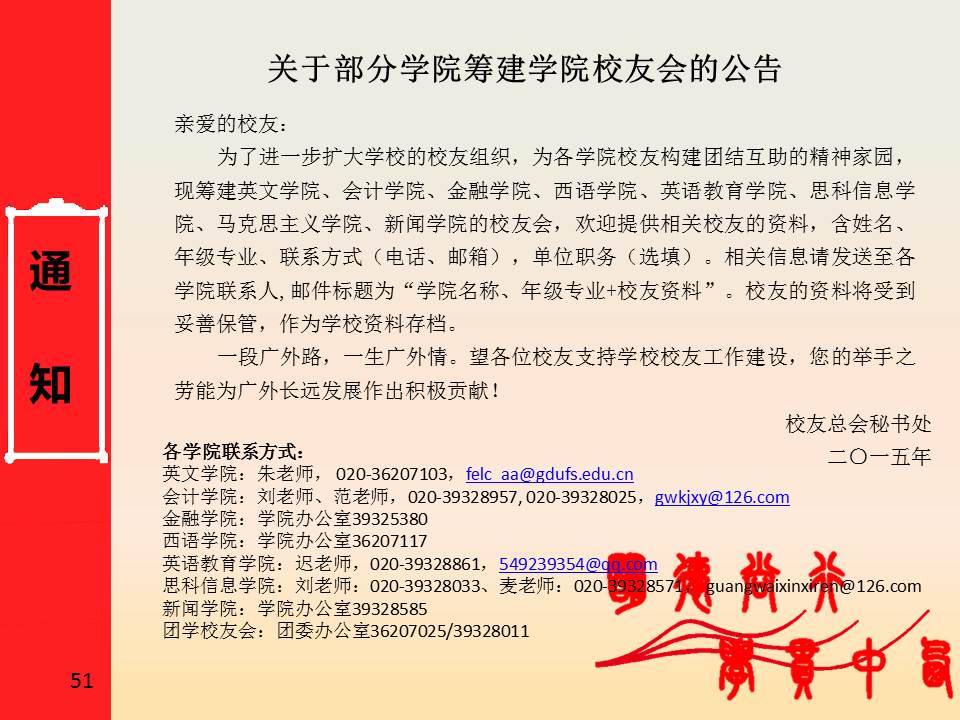 关于部分学院筹建学院校友会的公告
亲爱的校友：
为了进一步扩大学校的校友组织，为各学院校友构建团结互助的精神家园，
现筹建英文学院、会计学院、金融学院、西语学院、英语教育学院、思科信息学
院、马克思主义学院、新闻学院的校友会，欢迎提供相关校友的资料，含姓名、
年级专业、联系方式（电话、邮箱），单位职务（选填）。相关信息请发送至各
学院联系人,邮件标题为“学院名称、年级专业+校友资料”。校友的资料将受到
妥善保管，作为学校资料存档。
一段广外路，一生广外情。望各位校友支持学校校友工作建设，您的举手之
劳能为广外长远发展作出积极贡献！
校友总会秘书处
二〇一五年
通
知
各学院联系方式：
英文学院：朱老师， 020-36207103，felc_aa@gdufs.edu.cn
会计学院：刘老师、范老师，020-39328957, 020-39328025，gwkjxy@126.com
金融学院：学院办公室39325380
西语学院：学院办公室36207117
英语教育学院：迟老师，020-39328861，549239354@qq.com
思科信息学院：刘老师：020-39328033、麦老师：020-39328571， guangwaixinxiren@126.com
新闻学院：学院办公室39328585
团学校友会：团委办公室36207025/39328011
明德尚行
學貫中西
51